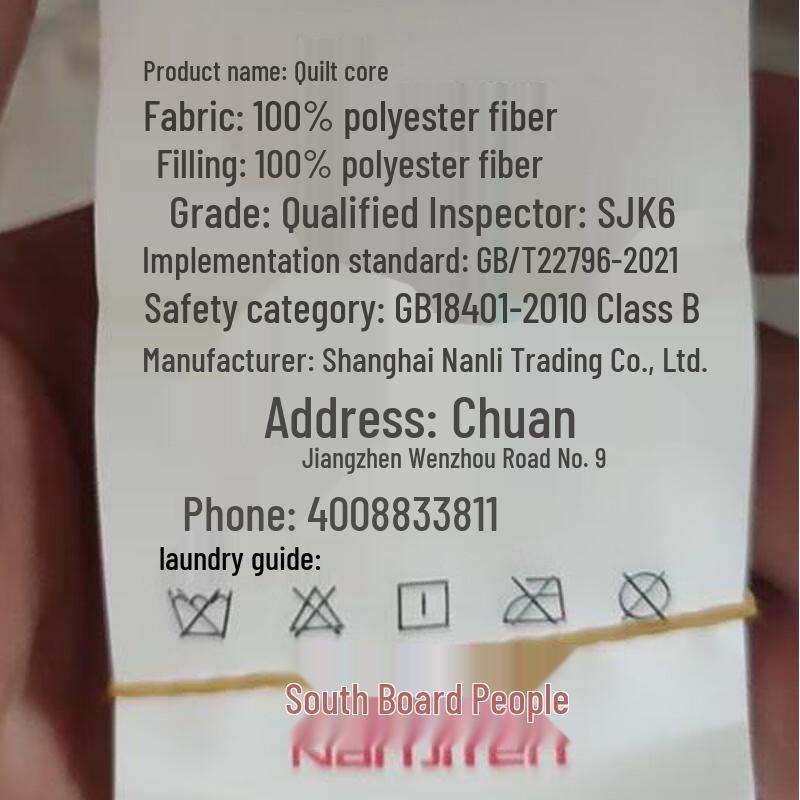 Product name: Quilt core
Fabric: 100% polyester fiber
Filling: 100% polyester fiber
Grade: Qualified Inspector: SJK6
Implementation standard: GB/T22796-2021
Safety category: GB18401-2010 Class B
Manufacturer: Shanghai Nanli Trading Co., Ltd.
Address: Chuan
Jiangzhen Wenzhou Road No. 9
Phone: 4008833811
laundry guide:
South Board People
NanJiren